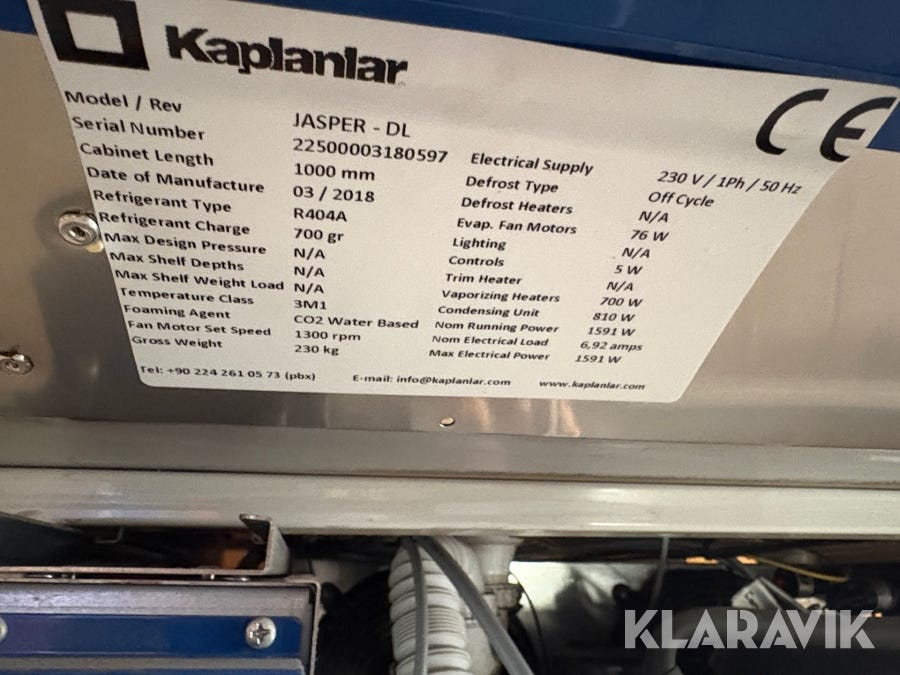 Kaplanlar
CE
Model / Rev JASPER - DL
Serial Number 22500003180597
Cabinet Length 1000 mm
Date of Manufacture 03 / 2018
Refrigerant Type R404A
Refrigerant Charge 700 gr
Max Design Pressure N/A
Max Shelf Depths N/A
Max Shelf Weight Load N/A
Temperature Class 3M1
Foaming Agent CO2 Water Based
Fan Motor Set Speed 1300 rpm
Gross Weight 230 kg
Electrical Supply 230 V / 1Ph / 50 Hz
Defrost Type Off Cycle
Defrost Heaters N/A
Evap. Fan Motors 76 W
Lighting N/A
Controls 5 W
Trim Heater N/A
Vaporizing Heaters 700 W
Condensing Unit 810 W
Nom Running Power 1591 W
Nom Electrical Load 6,92 amps
Max Electrical Power 1591 W
Tel: +90 224 261 05 73 (pbx) E-mail: info@kaplanlar.com www.kaplanlar.com
KLARAVIK